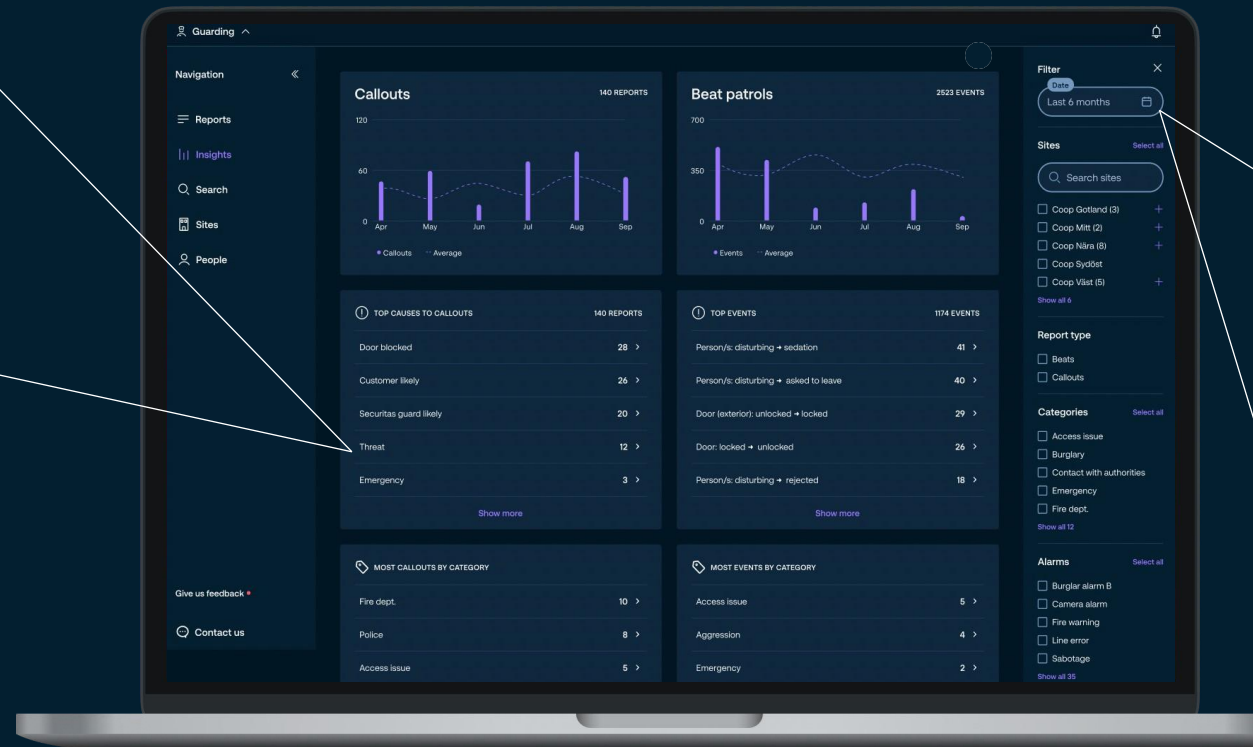 Guarding
Navigation
Reports
Insights
Search
Sites
People
Give us feedback
Contact us
Callouts 140 REPORTS
120
60
0
Apr May Jun Jul Aug Sep
Callouts Average
Beat patrols 2523 EVENTS
700
350
0
Apr May Jun Jul Aug Sep
Events Average
TOP CAUSES TO CALLOUTS 140 REPORTS
Door blocked 28
Customer likely 26
Securitas guard likely 20
Threat 12
Emergency 3
Show more
TOP EVENTS 1174 EVENTS
Person/s: disturbing → sedation 41
Person/s: disturbing → asked to leave 40
Door (exterior): unlocked → locked 29
Door: locked → unlocked 26
Person/s: disturbing → rejected 18
Show more
MOST CALLOUTS BY CATEGORY
Fire dept. 10
Police 8
Access issue 5
MOST EVENTS BY CATEGORY
Access issue 5
Aggression 4
Emergency 2
Filter
Date
Last 6 months
Sites Select all
Search sites
Coop Gotland (3)
Coop Mitt (2)
Coop Nära (8)
Coop Sydöst
Coop Väst (5)
Show all 6
Report type
Beats
Callouts
Categories Select all
Access issue
Burglary
Contact with authorities
Emergency
Fire dept.
Show all 12
Alarms Select all
Burglar alarm B
Camera alarm
Fire warning
Line error
Sabotage
Show all 35